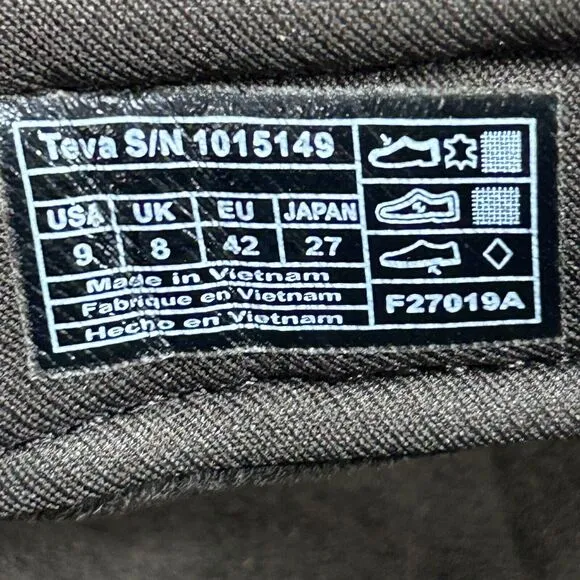 Teva S/N 1015149
USA UK EU JAPAN
9 8 42 27
Made in Vietnam
Fabrique en Vietnam
Hecho en Vietnam
F27019A